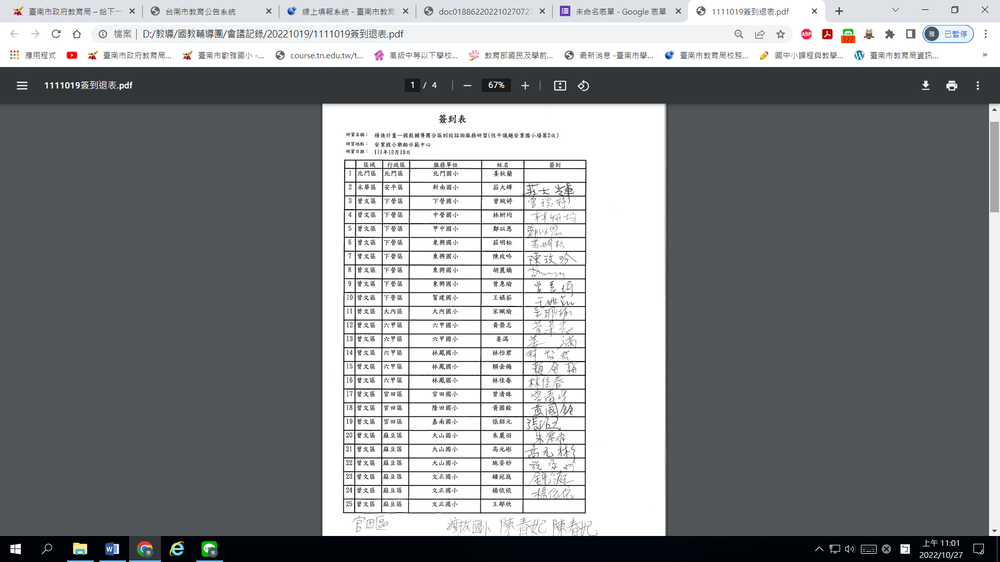 臺南市政府教育局 – 給下一
台南市教育公告系統
線上填報系統 - 臺南市教育
doc018862202210270727
未命名表單 - Google 表單
1111019簽到退表.pdf
檔案 D:/教導/國教輔導團/會議記錄/20221019/1111019簽到退表.pdf
ABP
322
雅 已暫停
應用程式
臺南市政府教育局...
臺南市歡雅國小 -...
course.tn.edu.tw/t...
高級中等以下學校...
教育部國民及學前...
最新消息 -臺南市學...
臺南市教育局校務...
國中小課程與教學...
臺南市教育局資訊...
»
1111019簽到退表.pdf
1 / 4
67%
簽到表
研習名稱： 精進計畫—國教輔導團分區到校諮詢服務研習(性平議題安業國小場第2次)
研習地點： 安業國小樂齡示範中心
研習日期： 111年10月19日
區域 行政區 服務單位 姓名 簽到
1 北門區 北門區 北門國小 姜秋蘭
2 永華區 安平區 新南國小 莊大輝 莊大輝
3 曾文區 下營區 下營國小 曾琬婷 曾琬婷
4 曾文區 下營區 中營國小 林妍均 林妍均
5 曾文區 下營區 甲中國小 鄭以恩 鄭以恩
6 曾文區 下營區 東興國小 莊明松 莊明松
7 曾文區 下營區 東興國小 陳玫吟 陳玫吟
8 曾文區 下營區 東興國小 胡麗嬌
9 曾文區 下營區 東興國小 曾惠瑜 曾惠瑜
10 曾文區 下營區 賀建國小 王嬿茹 王嬿茹
11 曾文區 大內區 大內國小 宋珮瑜 宋珮瑜
12 曾文區 六甲區 六甲國小 黃榮志 黃榮志
13 曾文區 六甲區 六甲國小 姜滿 姜滿
14 曾文區 六甲區 林鳳國小 林怡君 林怡君
15 曾文區 六甲區 林鳳國小 賴金梅 賴金梅
16 曾文區 六甲區 林鳳國小 林佳春 林佳春
17 曾文區 官田區 官田國小 曾清珠 曾清珠
18 曾文區 官田區 隆田國小 黃國銓 黃國銓
19 曾文區 官田區 嘉南國小 張紹元 張紹元
20 曾文區 麻豆區 大山國小 朱麗羽 朱麗羽
21 曾文區 麻豆區 大山國小 高元彬 高元彬
22 曾文區 麻豆區 大山國小 施姿妙 施姿妙
23 曾文區 麻豆區 文正國小 鍾宛庭 鍾宛庭
24 曾文區 麻豆區 文正國小 楊依依 楊依依
25 曾文區 麻豆區 文正國小 王郁欣
官田區 渡拔國小 陳春妃 陳春妃
上午 11:01
2022/10/27